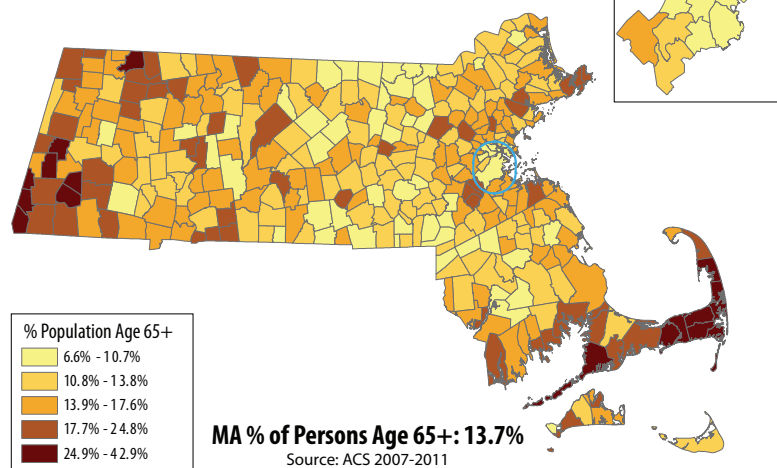 % Population Age 65+
6.6% - 10.7%
10.8% - 13.8%
13.9% - 17.6%
17.7% - 24.8%
24.9% - 42.9%
MA % of Persons Age 65+: 13.7%
Source: ACS 2007-2011